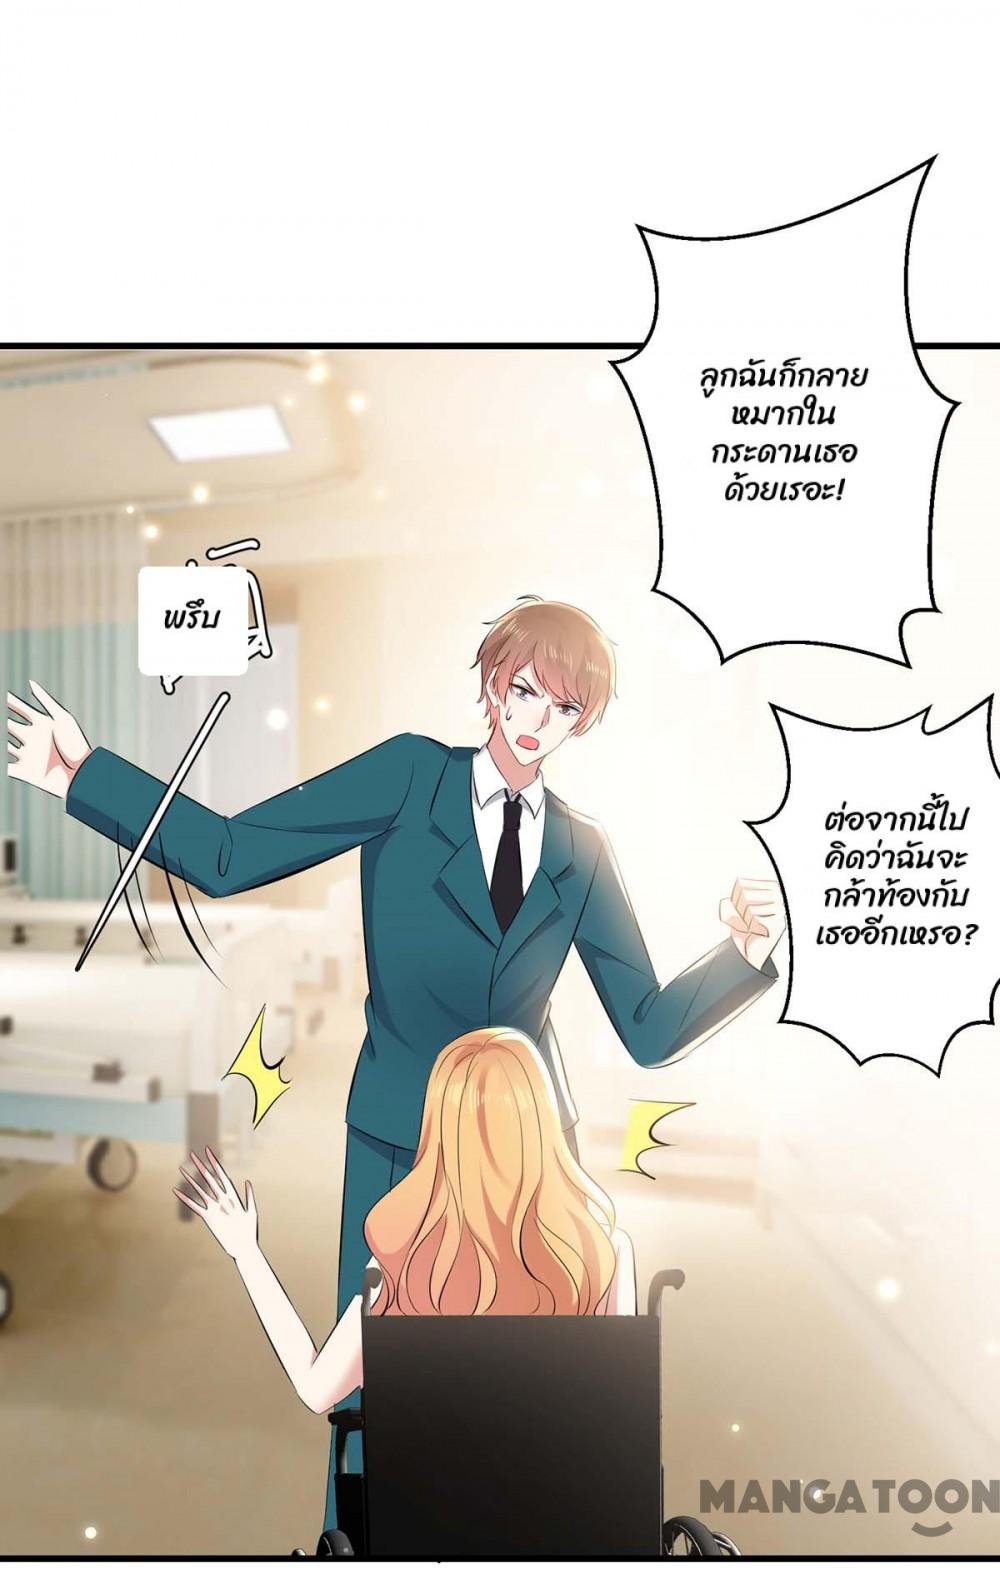 ลูกฉันก็กลาย
หมากใน
กระดานเธอ
ด้วยเรอะ!
พรึบ
ต่อจากนี้ไป
คิดว่าฉันจะ
กล้าท้องกับ
เธออีกเหรอ?
MANGATOON